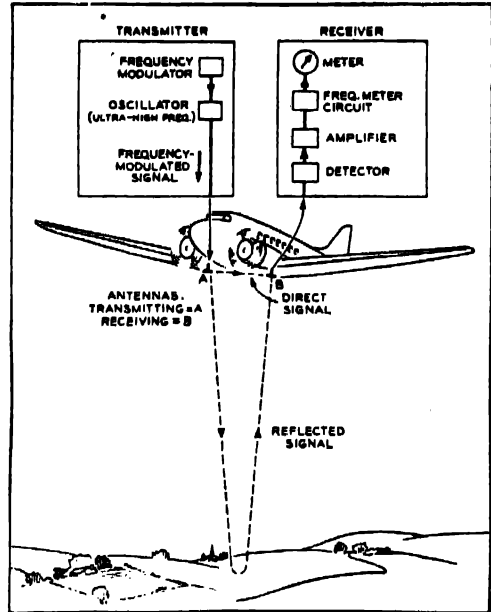 TRANSMITTER
FREQUENCY
MODULATOR
OSCILLATOR
(ULTRA-HIGH FREQ.)
FREQUENCY-
MODULATED
SIGNAL
RECEIVER
METER
FREQ. METER
CIRCUIT
AMPLIFIER
DETECTOR
A
B
ANTENNAS.
TRANSMITTING=A
RECEIVING=B
DIRECT
SIGNAL
REFLECTED
SIGNAL